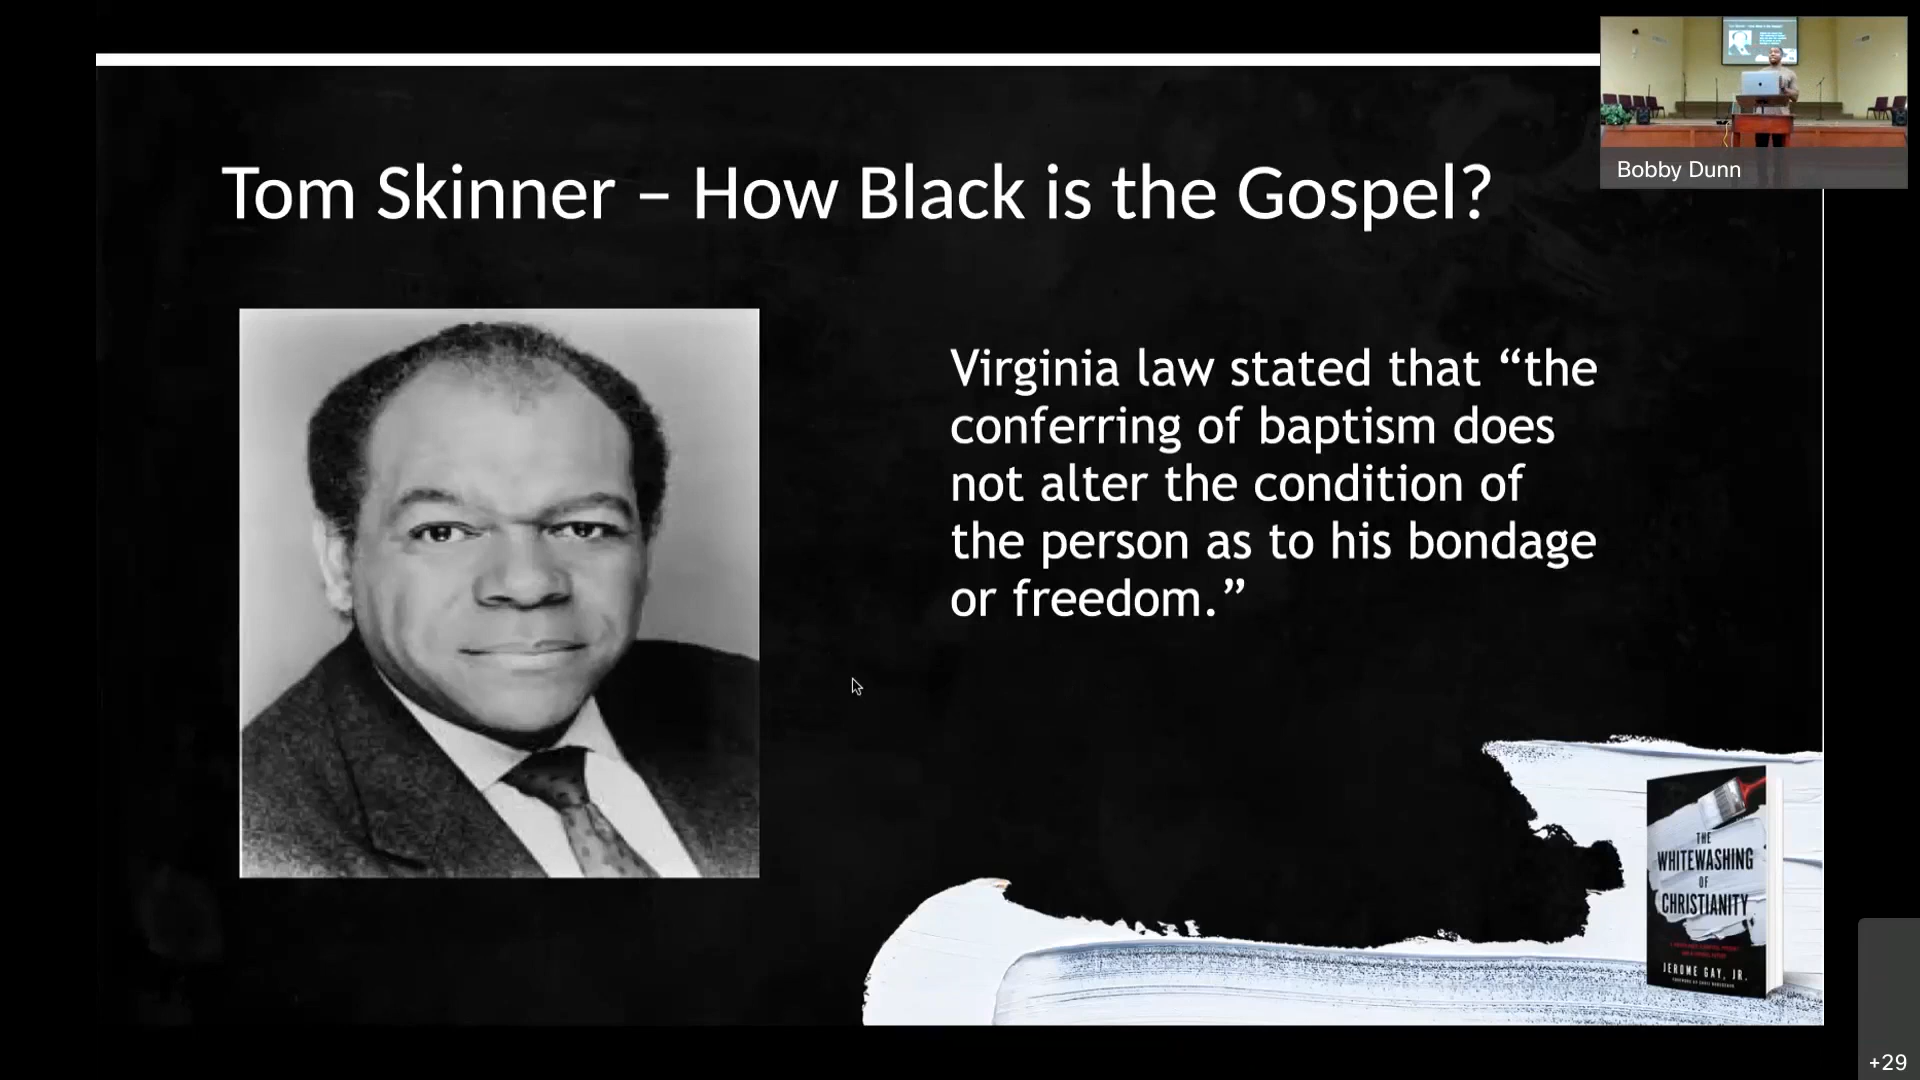 Tom Skinner – How Black is the Gospel?
Bobby Dunn
Virginia law stated that “the
conferring of baptism does
not alter the condition of
the person as to his bondage
or freedom.”
THE
WHITEWASHING
OF
CHRISTIANITY
JEROME GAY, JR.
+29